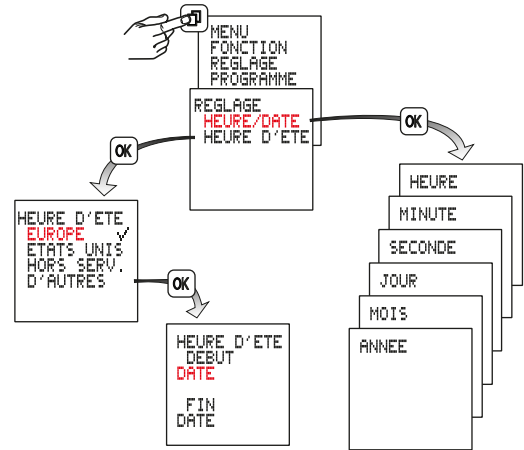 MENU
FONCTION
REGLAGE
PROGRAMME
REGLAGE
HEURE/DATE
HEURE D'ETE
OK
OK
HEURE D'ETE
EUROPE ✓
ETATS UNIS
HORS SERV.
D'AUTRES
OK
HEURE D'ETE
DEBUT
DATE
FIN
DATE
HEURE
MINUTE
SECONDE
JOUR
MOIS
ANNEE